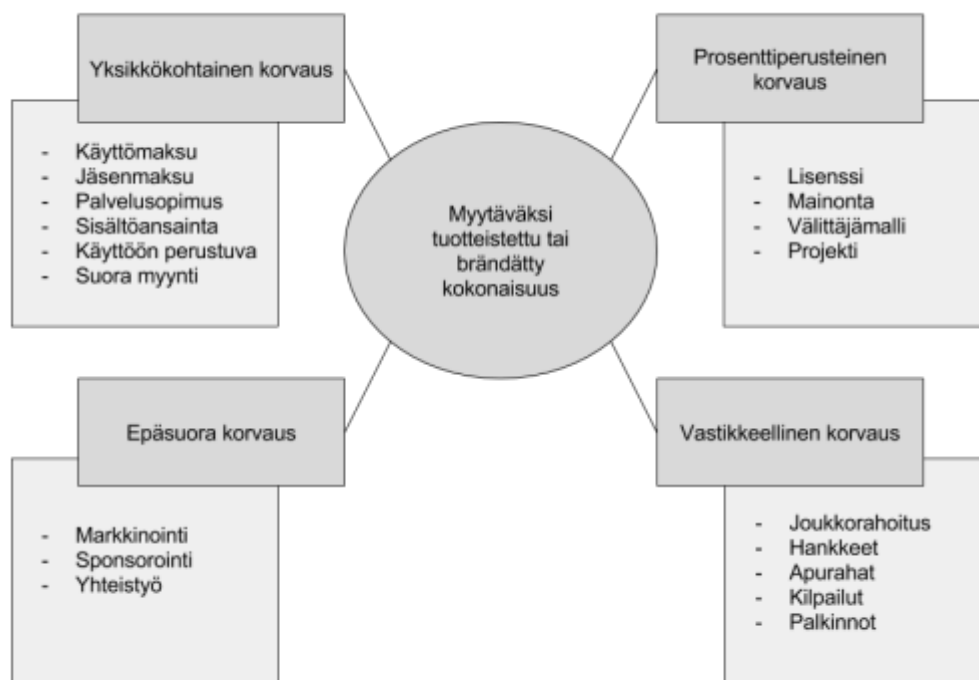 Yksikkökohtainen korvaus
- Käyttömaksu
- Jäsenmaksu
- Palvelusopimus
- Sisältöansainta
- Käyttöön perustuva
- Suora myynti
Prosenttiperusteinen
korvaus
- Lisenssi
- Mainonta
- Välittäjämalli
- Projekti
Myytäväksi
tuotteistettu tai
brändätty
kokonaisuus
Epäsuora korvaus
- Markkinointi
- Sponsorointi
- Yhteistyö
Vastikkeellinen korvaus
- Joukkorahoitus
- Hankkeet
- Apurahat
- Kilpailut
- Palkinnot